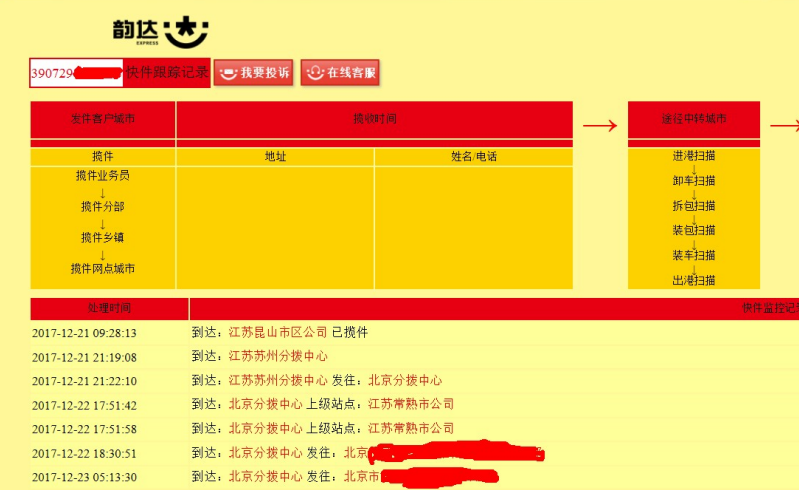 韵达
EXPRESS
390729 快件跟踪记录 我要投诉 在线客服
发件客户城市 揽收时间 → 途径中转城市 →
揽件 地址 姓名/电话 进港扫描
揽件业务员
↓
揽件分部
↓
揽件乡镇
↓
揽件网点城市
↓
卸车扫描
↓
拆包扫描
↓
装包扫描
↓
装车扫描
↓
出港扫描
处理时间 快件监控记
2017-12-21 09:28:13 到达：江苏昆山市区公司 已揽件
2017-12-21 21:19:08 到达：江苏苏州分拨中心
2017-12-21 21:22:10 到达：江苏苏州分拨中心 发往：北京分拨中心
2017-12-22 17:51:42 到达：北京分拨中心 上级站点：江苏常熟市公司
2017-12-22 17:51:58 到达：北京分拨中心 上级站点：江苏常熟市公司
2017-12-22 18:30:51 到达：北京分拨中心 发往：北京
2017-12-23 05:13:30 到达：北京分拨中心 发往：北京市